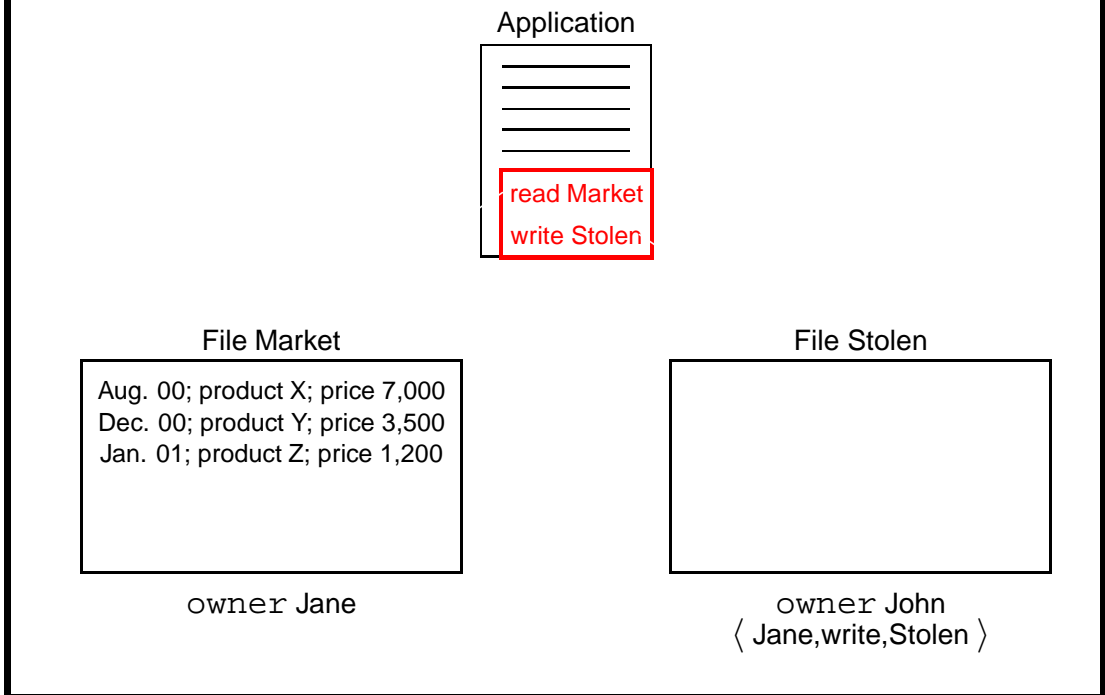 Application
read Market
write Stolen
File Market
Aug. 00; product X; price 7,000
Dec. 00; product Y; price 3,500
Jan. 01; product Z; price 1,200
owner Jane
File Stolen
owner John
⟨ Jane,write,Stolen ⟩